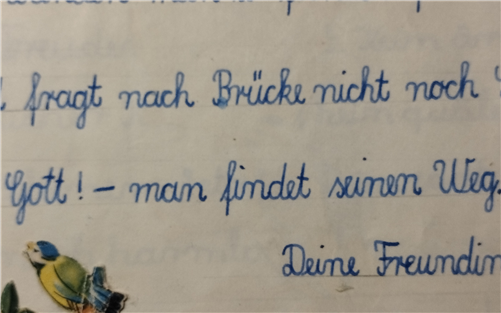 fragt nach Brücke nicht noch
Gott! – man findet seinen Weg.
Deine Freundin